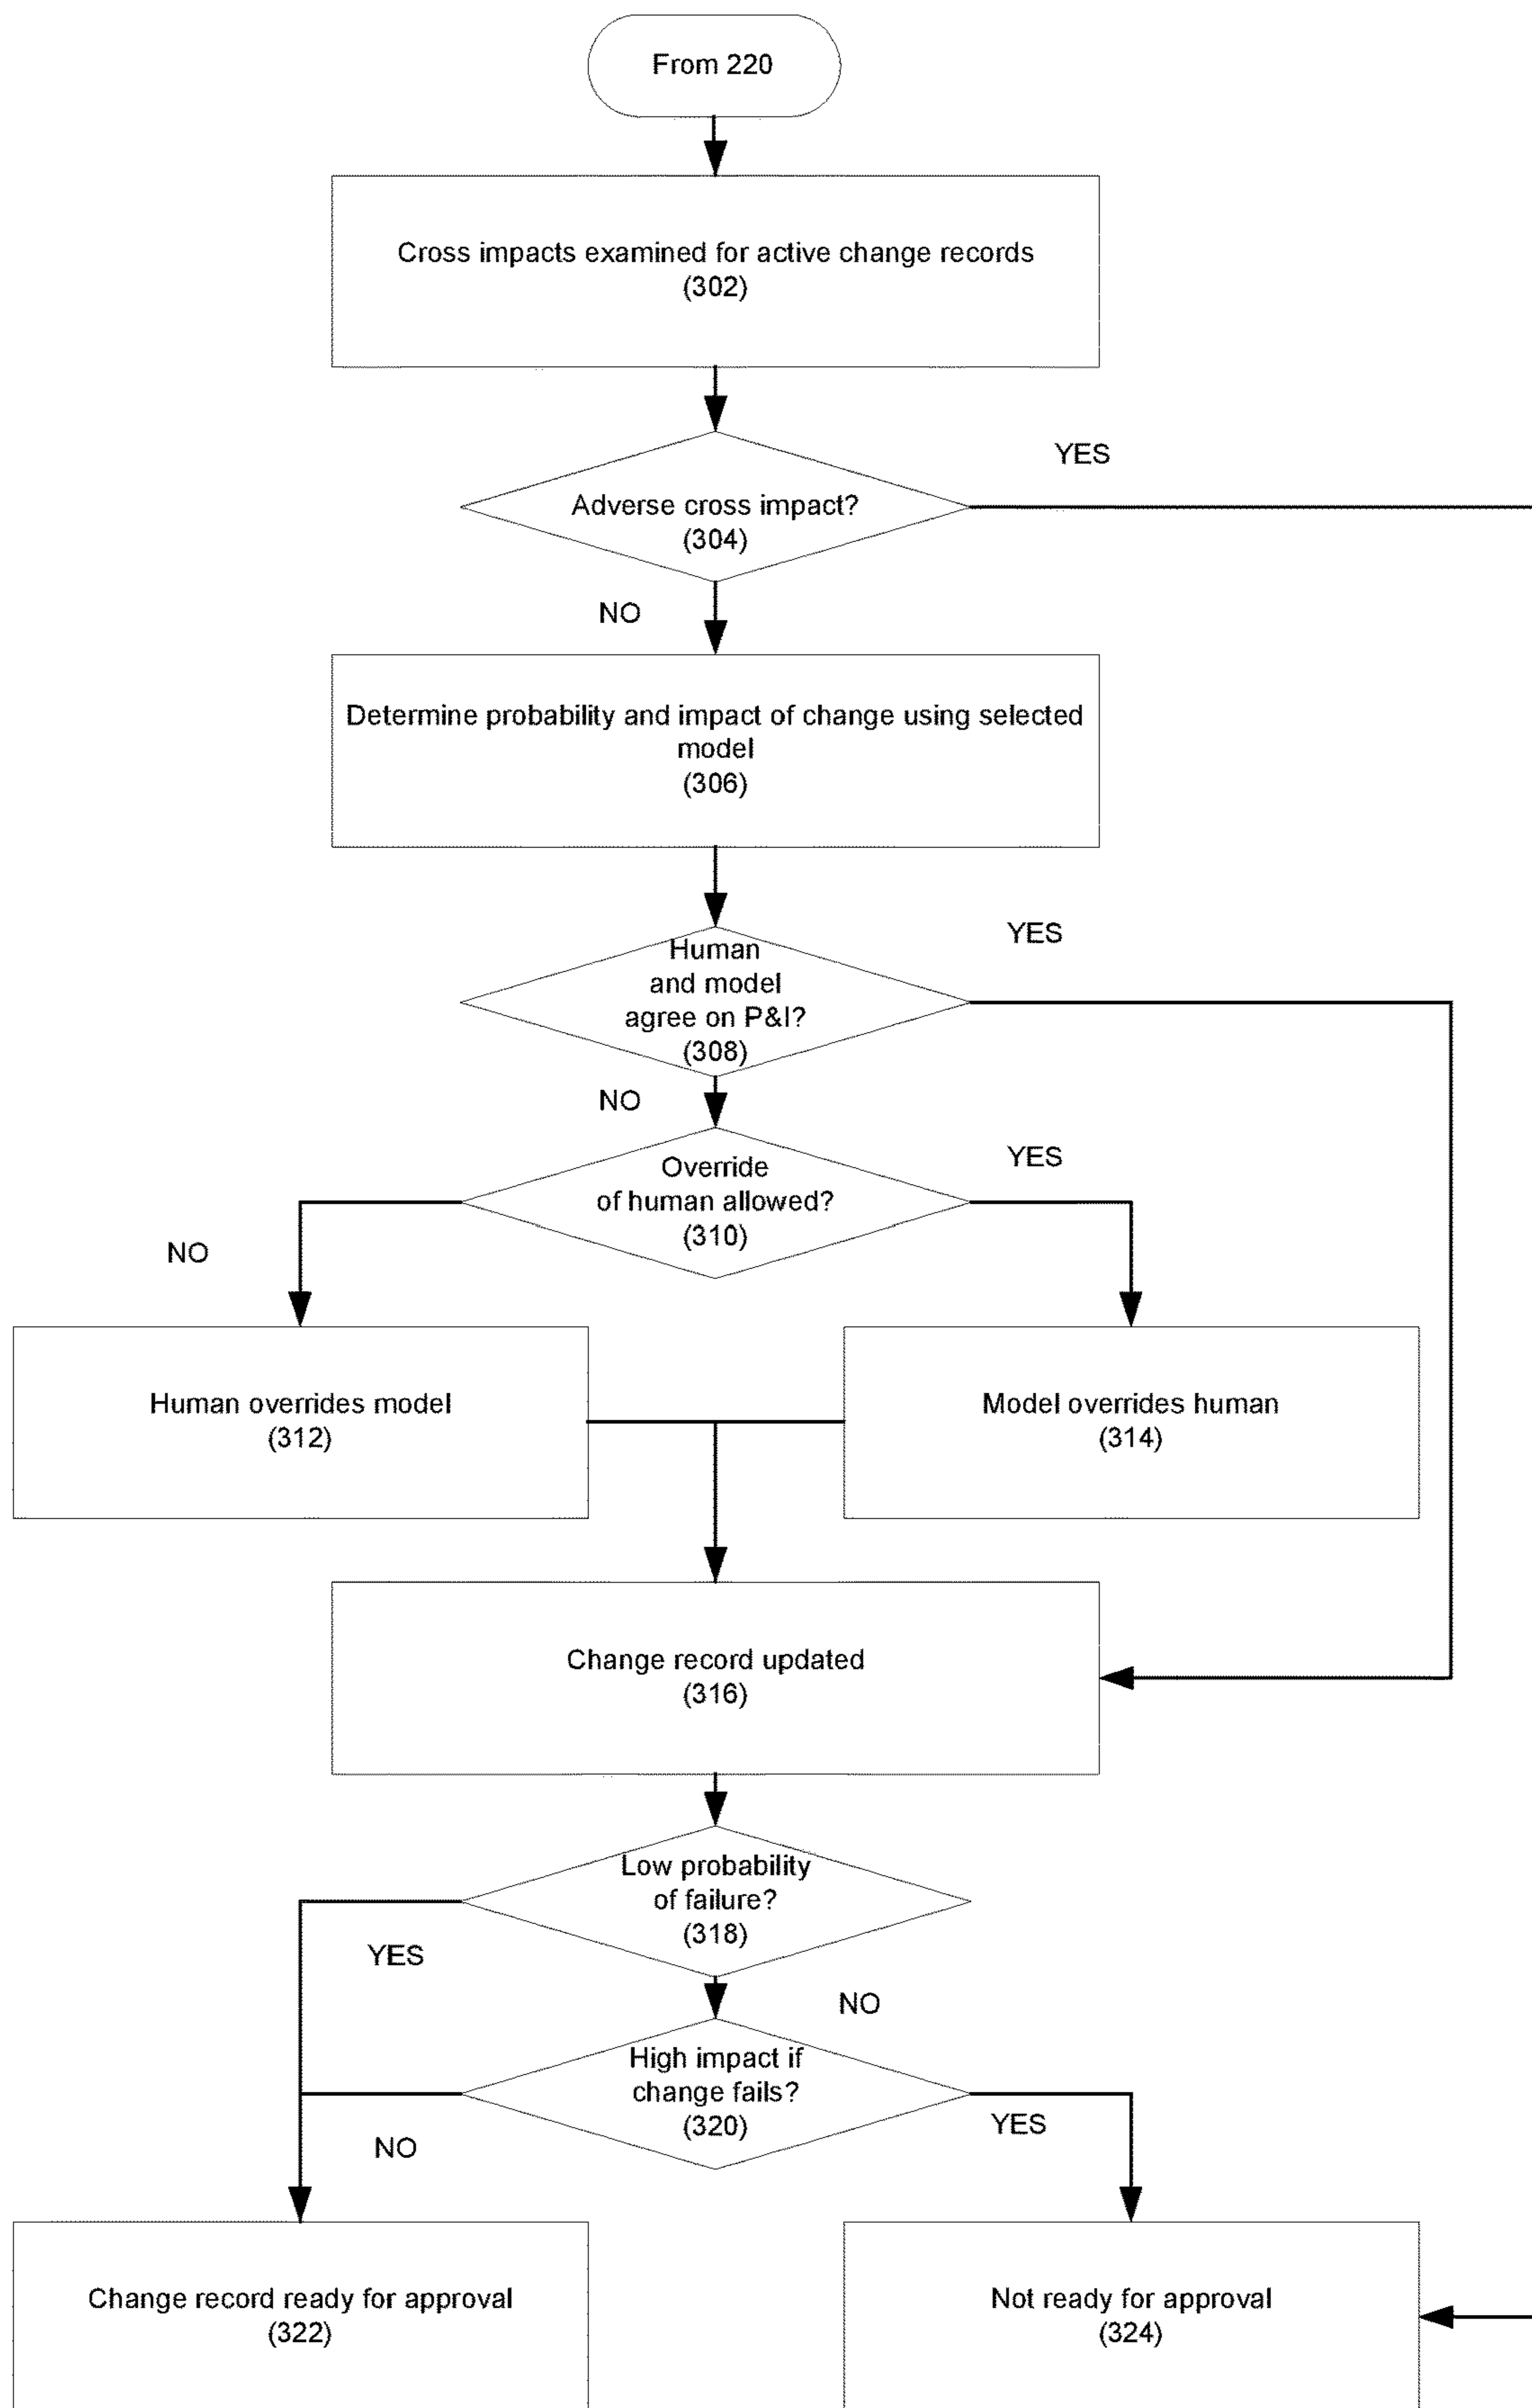 From 220
Cross impacts examined for active change records
(302)
YES
Adverse cross impact?
(304)
NO
Determine probability and impact of change using selected
model
(306)
YES
Human
and model
agree on P&I?
(308)
NO
YES
Override
of human allowed?
(310)
NO
Human overrides model
(312)
Model overrides human
(314)
Change record updated
(316)
Low probability
of failure?
(318)
YES
NO
High impact if
change fails?
(320)
YES
NO
Change record ready for approval
(322)
Not ready for approval
(324)